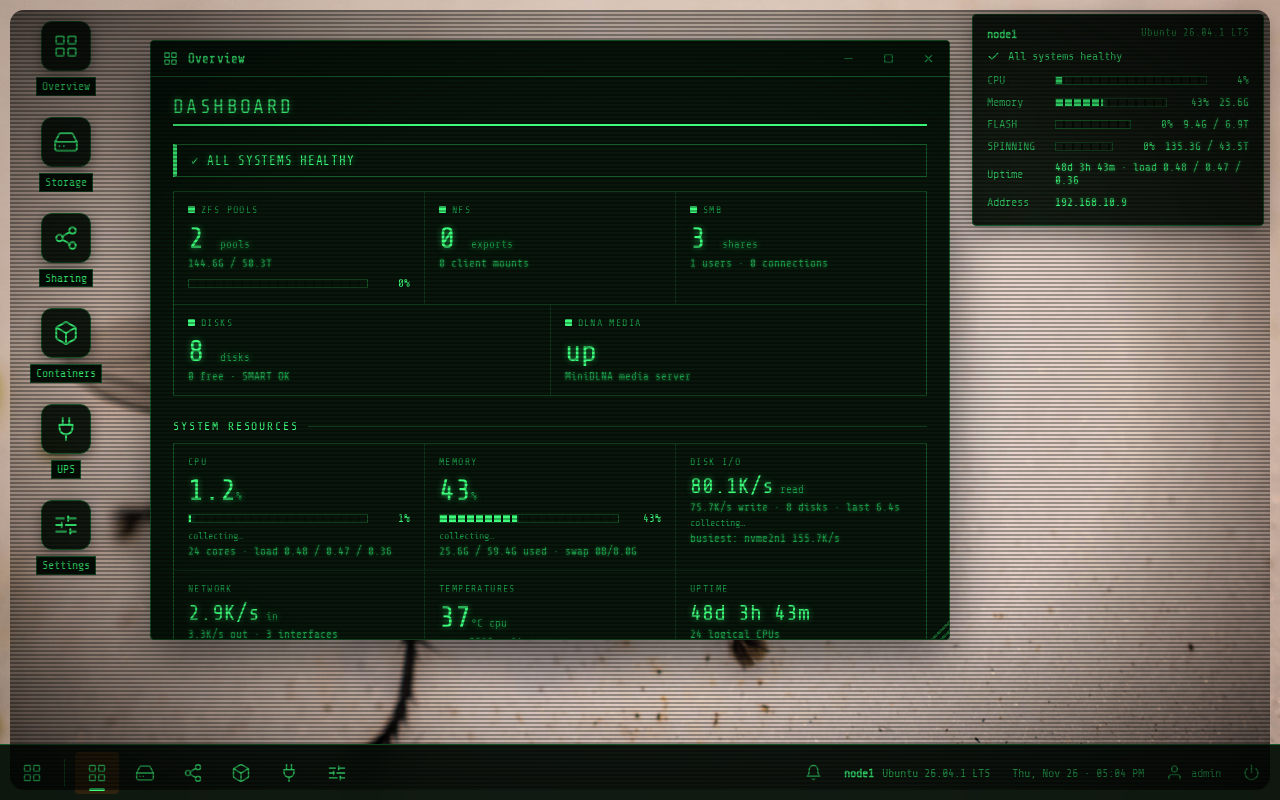 Overview
Storage
Sharing
Containers
UPS
Settings
Overview
DASHBOARD
✓ ALL SYSTEMS HEALTHY
ZFS POOLS
2 pools
144.6G / 50.3T
0%
NFS
0 exports
0 client mounts
SMB
3 shares
1 users · 0 connections
DISKS
8 disks
0 free · SMART OK
DLNA MEDIA
up
MiniDLNA media server
SYSTEM RESOURCES
CPU
1.2%
1%
collecting…
24 cores · load 0.48 / 0.47 / 0.36
MEMORY
43%
43%
collecting…
25.6G / 59.4G used · swap 0B/8.0G
DISK I/O
80.1K/s read
75.7K/s write · 8 disks · last 6.4s
collecting…
busiest: nvme2n1 155.7K/s
NETWORK
2.9K/s in
3.3K/s out · 3 interfaces
TEMPERATURES
37°C cpu
UPTIME
48d 3h 43m
24 logical CPUs
node1 Ubuntu 26.04.1 LTS
All systems healthy
CPU 4%
Memory 43% 25.6G
FLASH 0% 9.4G / 6.9T
SPINNING 0% 135.3G / 43.5T
Uptime 48d 3h 43m · load 0.48 / 0.47 /
0.36
Address 192.168.10.9
node1 Ubuntu 26.04.1 LTS Thu, Nov 26 · 05:04 PM admin